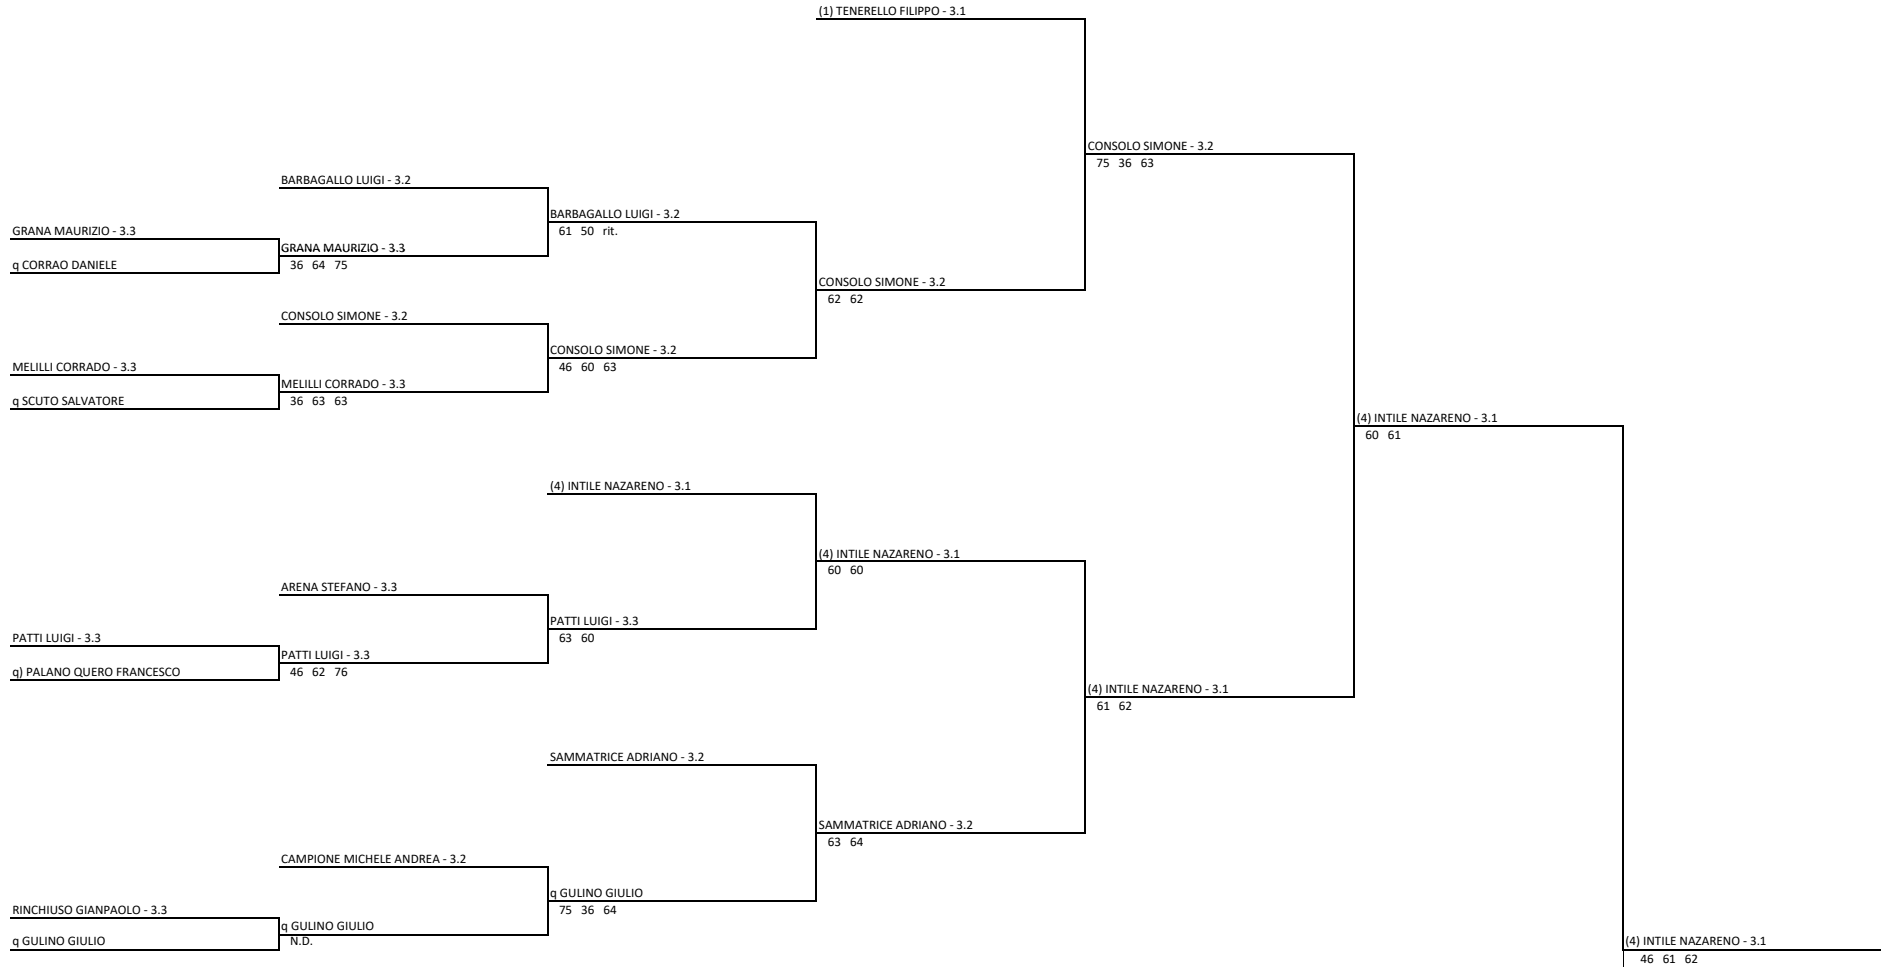 (1) TENERELLO FILIPPO - 3.1
CONSOLO SIMONE - 3.2
75 36 63
BARBAGALLO LUIGI - 3.2
BARBAGALLO LUIGI - 3.2
61 50 rit.
GRANA MAURIZIO - 3.3
GRANA MAURIZIO - 3.3
36 64 75
q CORRAO DANIELE
CONSOLO SIMONE - 3.2
62 62
CONSOLO SIMONE - 3.2
CONSOLO SIMONE - 3.2
46 60 63
MELILLI CORRADO - 3.3
MELILLI CORRADO - 3.3
36 63 63
q SCUTO SALVATORE
(4) INTILE NAZARENO - 3.1
60 61
(4) INTILE NAZARENO - 3.1
(4) INTILE NAZARENO - 3.1
60 60
ARENA STEFANO - 3.3
PATTI LUIGI - 3.3
63 60
PATTI LUIGI - 3.3
PATTI LUIGI - 3.3
46 62 76
q) PALANO QUERO FRANCESCO
(4) INTILE NAZARENO - 3.1
61 62
SAMMATRICE ADRIANO - 3.2
SAMMATRICE ADRIANO - 3.2
63 64
CAMPIONE MICHELE ANDREA - 3.2
q GULINO GIULIO
75 36 64
RINCHIUSO GIANPAOLO - 3.3
q GULINO GIULIO
N.D.
q GULINO GIULIO
(4) INTILE NAZARENO - 3.1
46 61 62